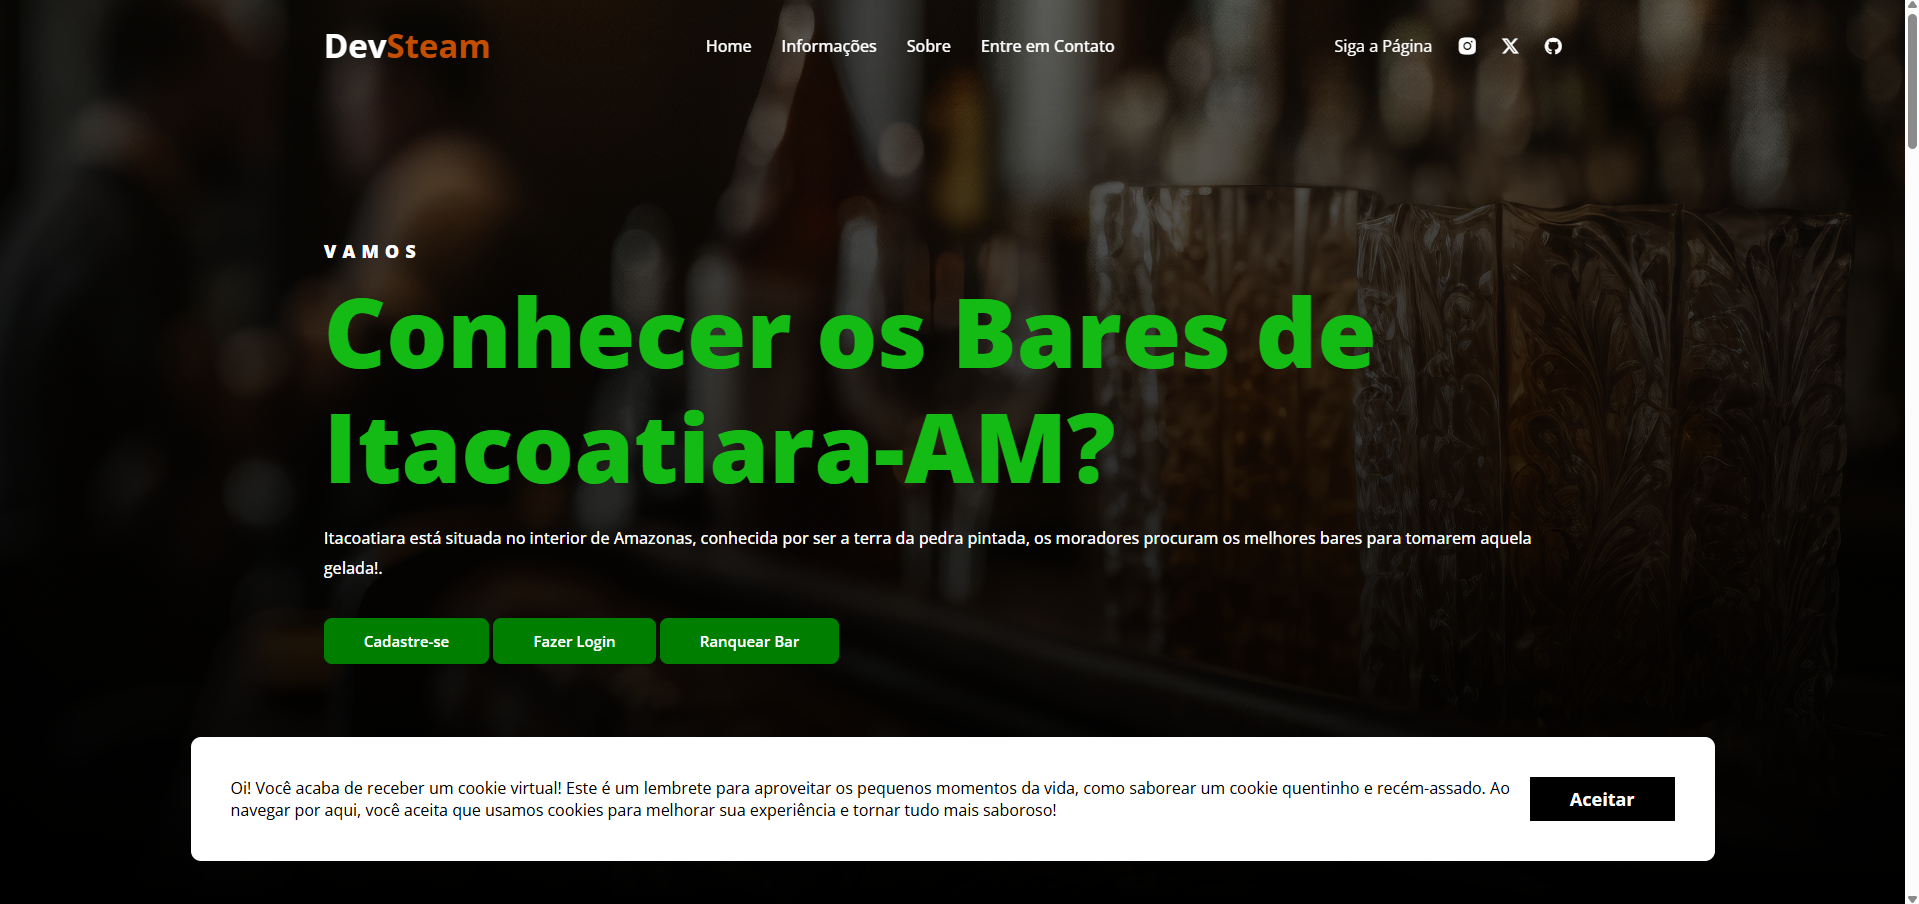 DevSteam
Home Informações Sobre Entre em Contato
Siga a Página
VAMOS
Conhecer os Bares de
Itacoatiara-AM?
Itacoatiara está situada no interior de Amazonas, conhecida por ser a terra da pedra pintada, os moradores procuram os melhores bares para tomarem aquela
gelada!.
Cadastre-se Fazer Login Ranquear Bar
Oi! Você acaba de receber um cookie virtual! Este é um lembrete para aproveitar os pequenos momentos da vida, como saborear um cookie quentinho e recém-assado. Ao
navegar por aqui, você aceita que usamos cookies para melhorar sua experiência e tornar tudo mais saboroso!
Aceitar